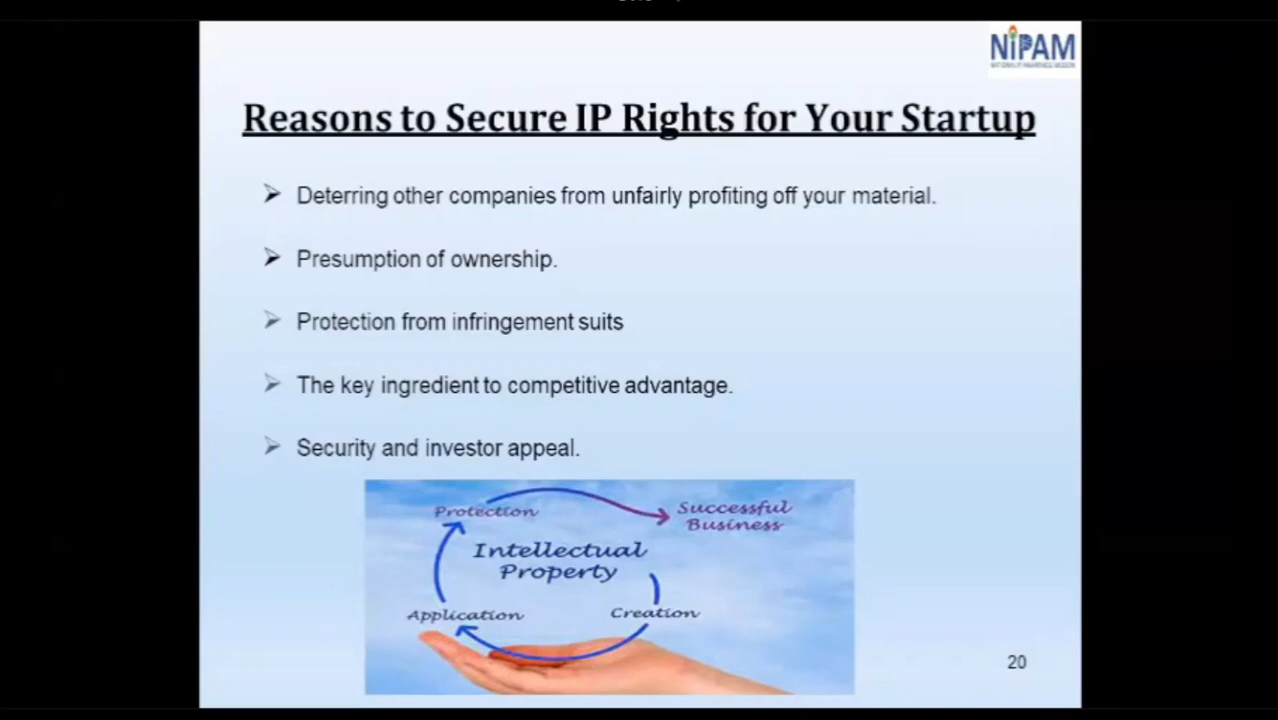 NiPAM
Reasons to Secure IP Rights for Your Startup
➢ Deterring other companies from unfairly profiting off your material.
➢ Presumption of ownership.
➢ Protection from infringement suits
➢ The key ingredient to competitive advantage.
➢ Security and investor appeal.
Protection
Successful
Business
Intellectual
Property
Application
Creation
20